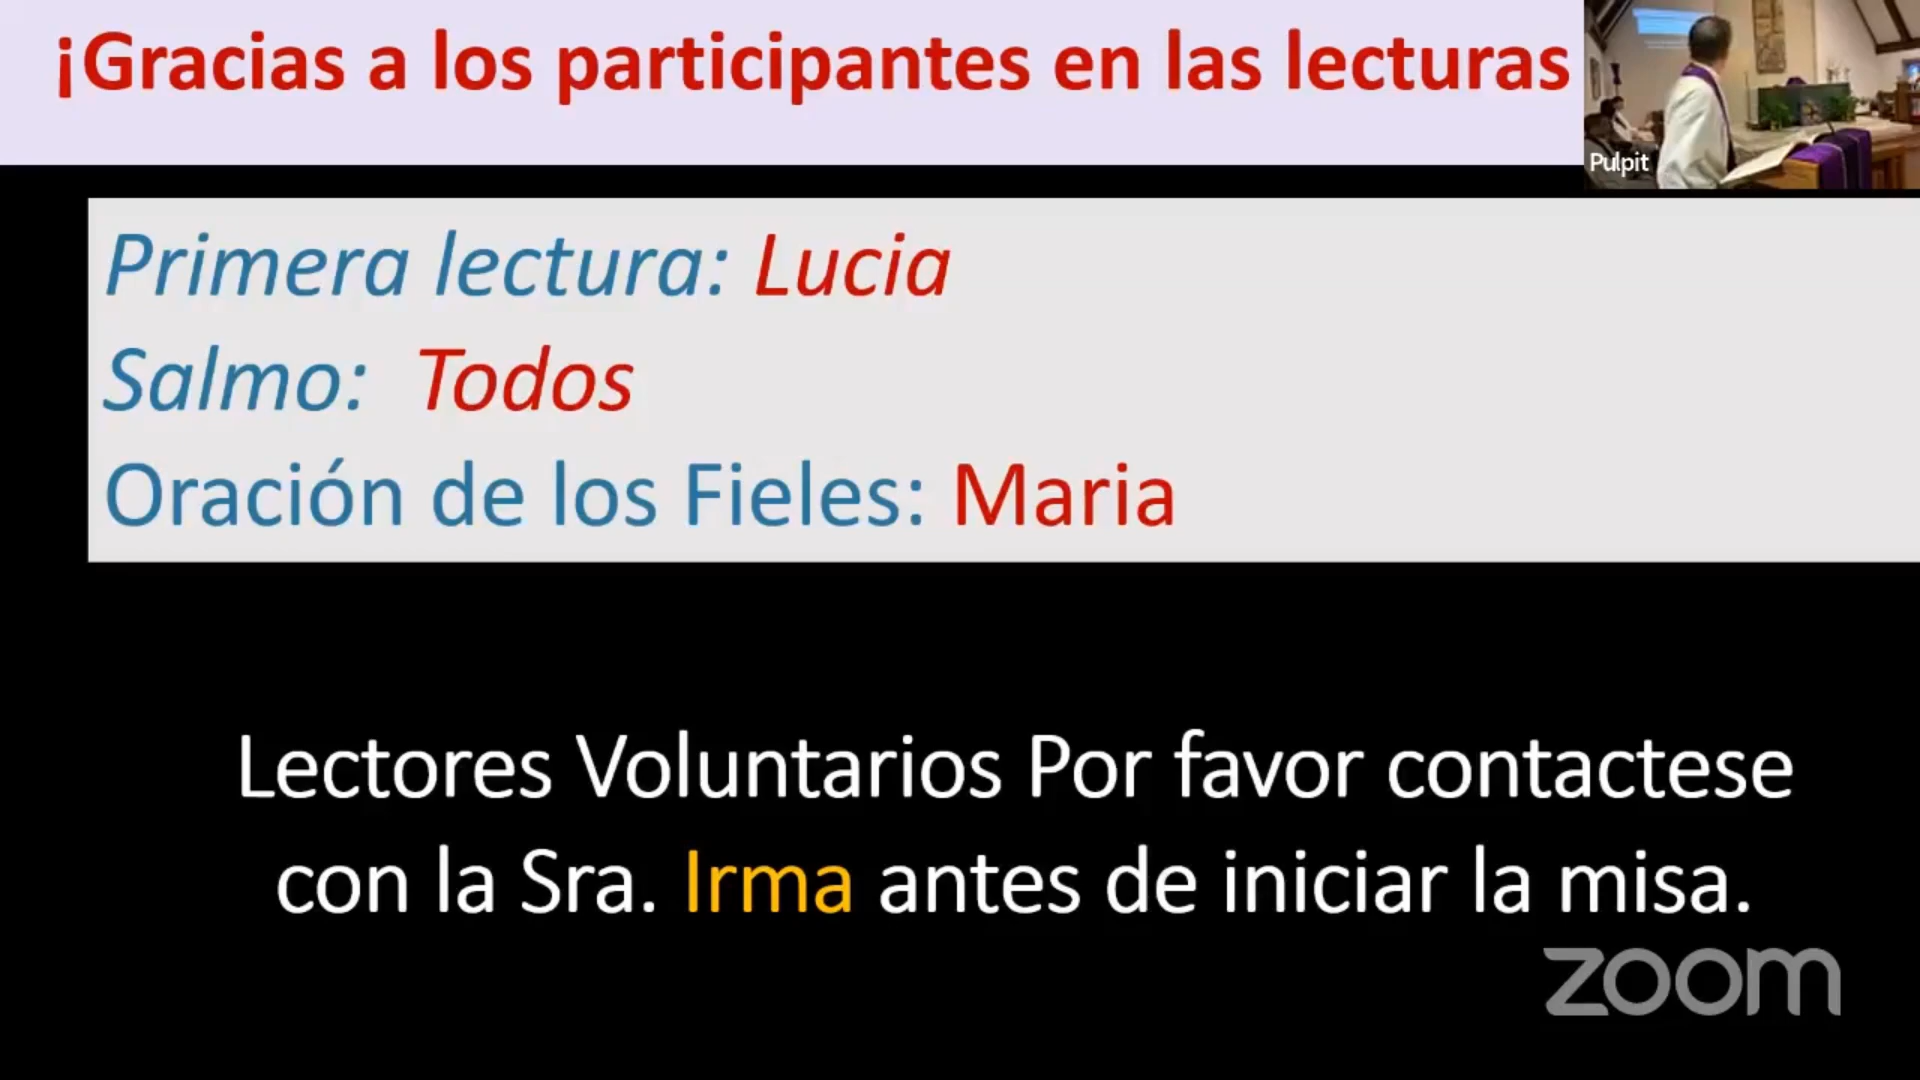 ¡Gracias a los participantes en las lecturas
Pulpit
Primera lectura: Lucia
Salmo: Todos
Oración de los Fieles: Maria
Lectores Voluntarios Por favor contactese
con la Sra. Irma antes de iniciar la misa.
zoom